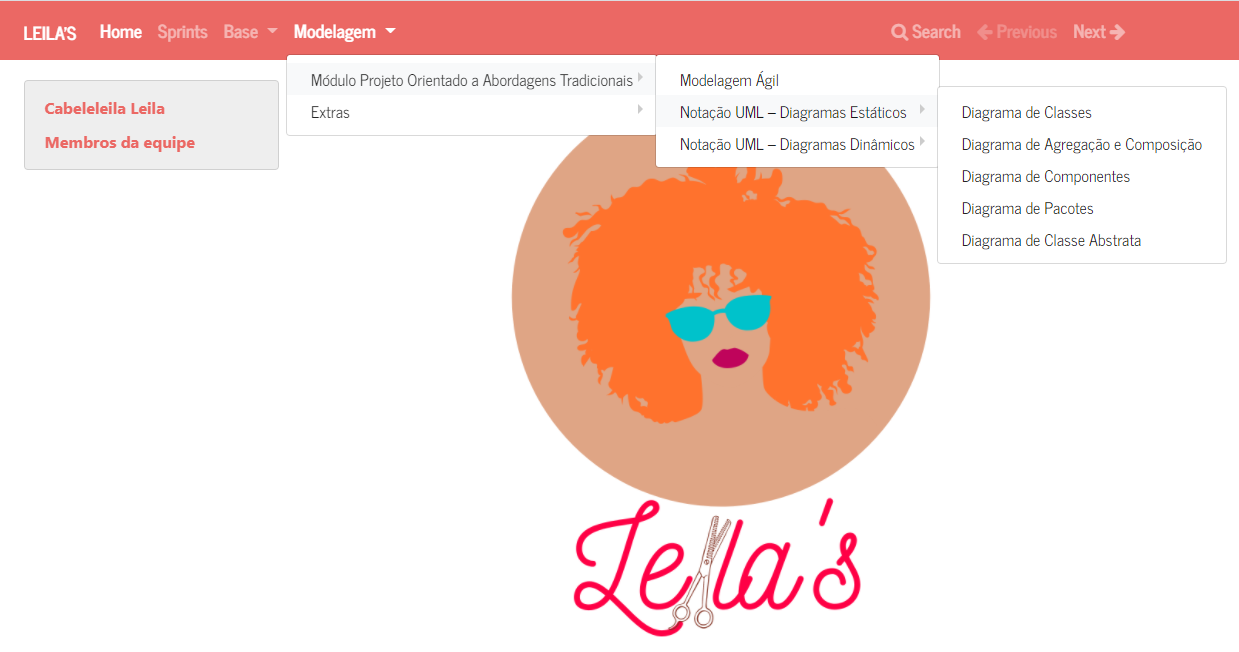 LEILA'S Home Sprints Base Modelagem Search Previous Next
Cabeleleila Leila
Membros da equipe
Módulo Projeto Orientado a Abordagens Tradicionais
Extras
Modelagem Ágil
Notação UML – Diagramas Estáticos
Notação UML – Diagramas Dinâmicos
Diagrama de Classes
Diagrama de Agregação e Composição
Diagrama de Componentes
Diagrama de Pacotes
Diagrama de Classe Abstrata
Leila's